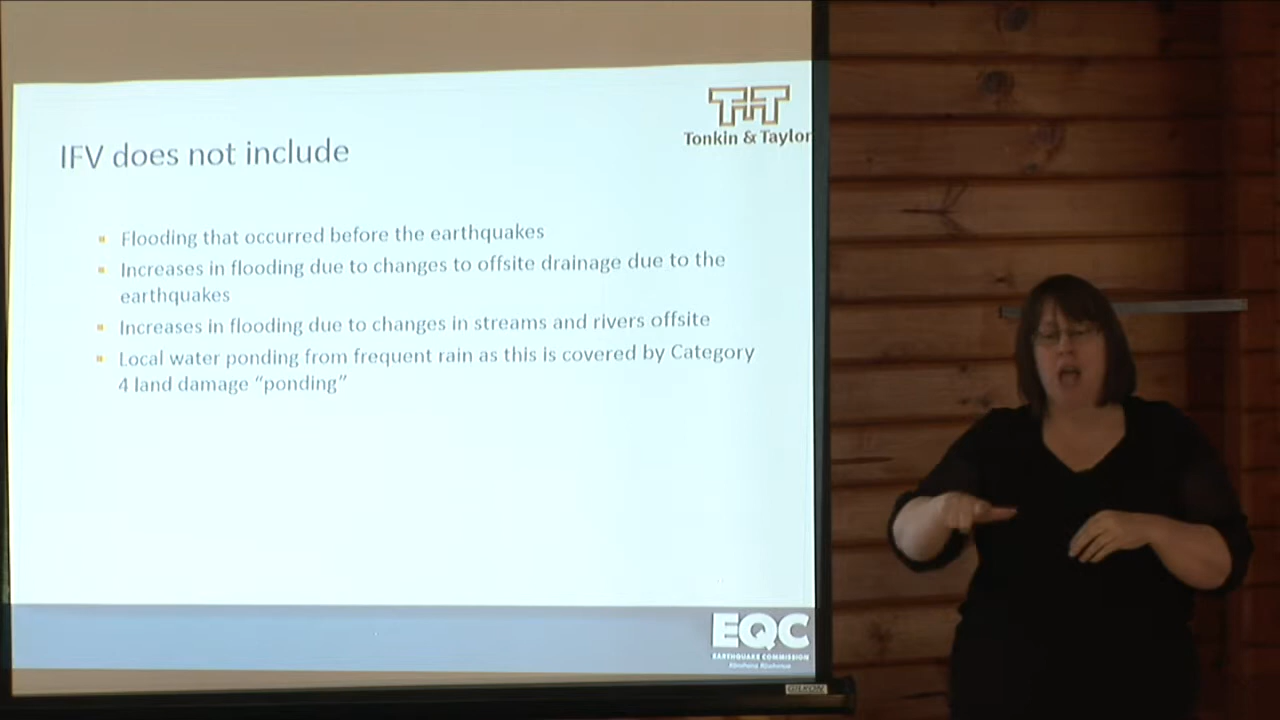 Tonkin & Taylor
IFV does not include
Flooding that occurred before the earthquakes
Increases in flooding due to changes to offsite drainage due to the
earthquakes
Increases in flooding due to changes in streams and rivers offsite
Local water ponding from frequent rain as this is covered by Category
4 land damage “ponding”
EQC
EARTHQUAKE COMMISSION